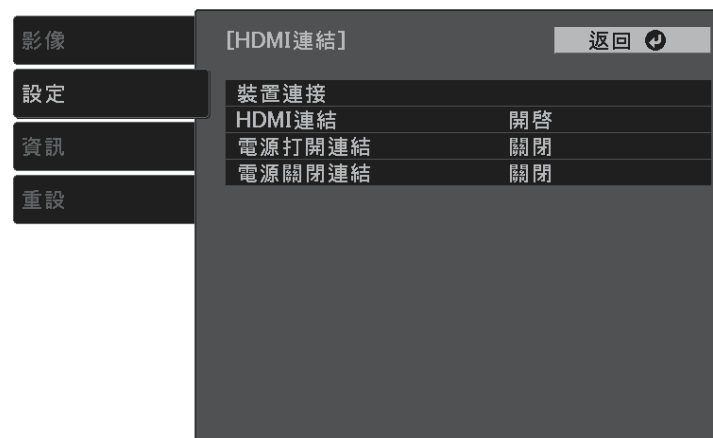 影像
設定
資訊
重設
[HDMI連結]
返回
裝置連接
HDMI連結 開啓
電源打開連結 關閉
電源關閉連結 關閉